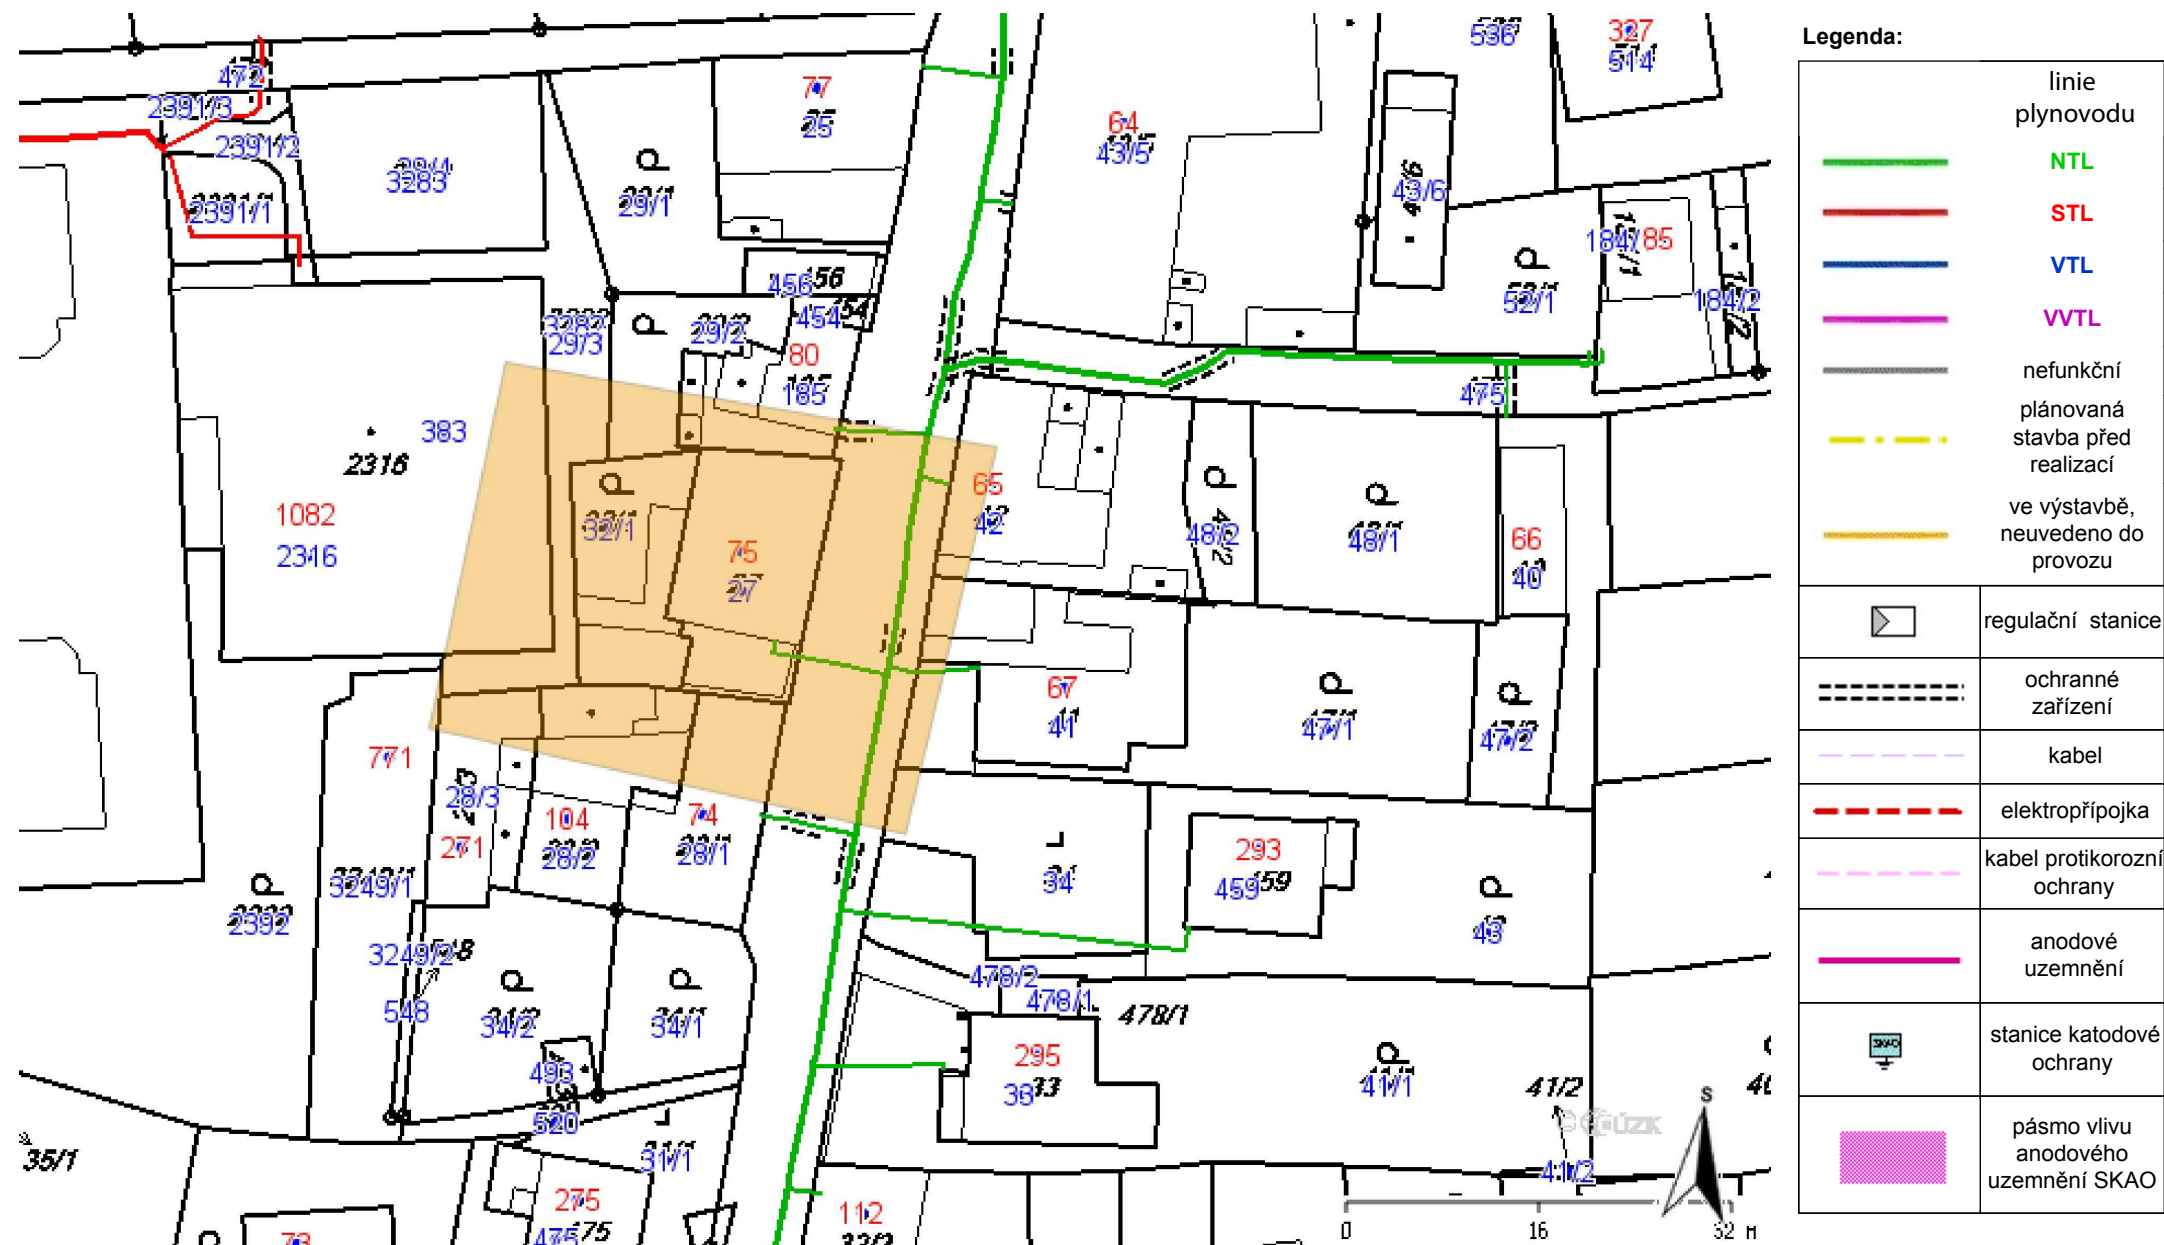 472
2391/3
2391/2
2391/1
3283
29/1
77
25
64
43/5
536
327
514
43/6
52/1
184/
85
184/2
456
454
80
185
29/2
3282
29/3
383
2316
1082
2316
32/1
75
27
65
42
48/2
48/1
475
66
40
67
41
47/1
47/2
771
28/3
271
104
28/2
74
28/1
3249/1
2392
3249/2
548
34/2
34/1
493
520
31/1
35/1
73
275
475
112
33/2
34
293
459
43
478/2
478/1
478/1
295
33
41/1
41/2
41/2
S
0 16 32 M
Legenda:
linie
plynovodu
NTL
STL
VTL
VVTL
nefunkční
plánovaná
stavba před
realizací
ve výstavbě,
neuvedeno do
provozu
regulační stanice
ochranné
zařízení
kabel
elektropřípojka
kabel protikorozní
ochrany
anodové
uzemnění
SKAO
stanice katodové
ochrany
pásmo vlivu
anodového
uzemnění SKAO